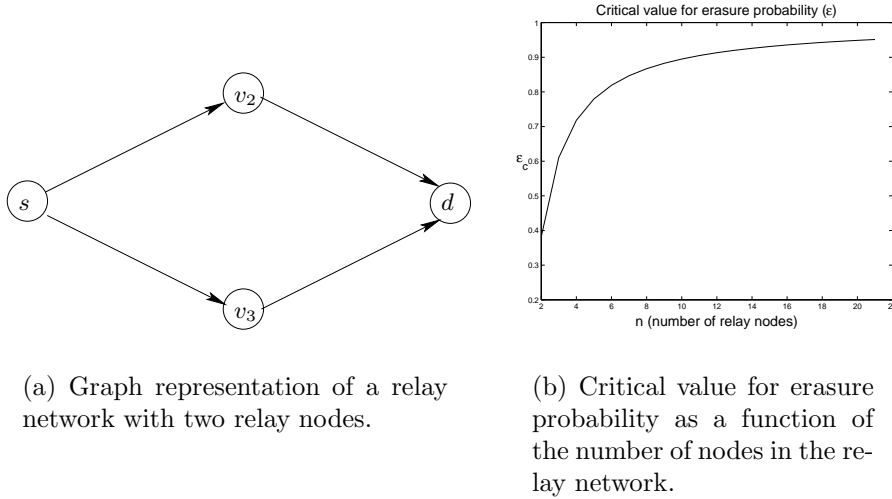 s
v2
v3
d
Critical value for erasure probability (ε)
1
0.9
0.8
0.7
0.6
0.5
0.4
0.3
0.2
εc
2 4 6 8 10 12 14 16 18 20 22
n (number of relay nodes)
(a) Graph representation of a relay
network with two relay nodes.
(b) Critical value for erasure
probability as a function of
the number of nodes in the re-
lay network.